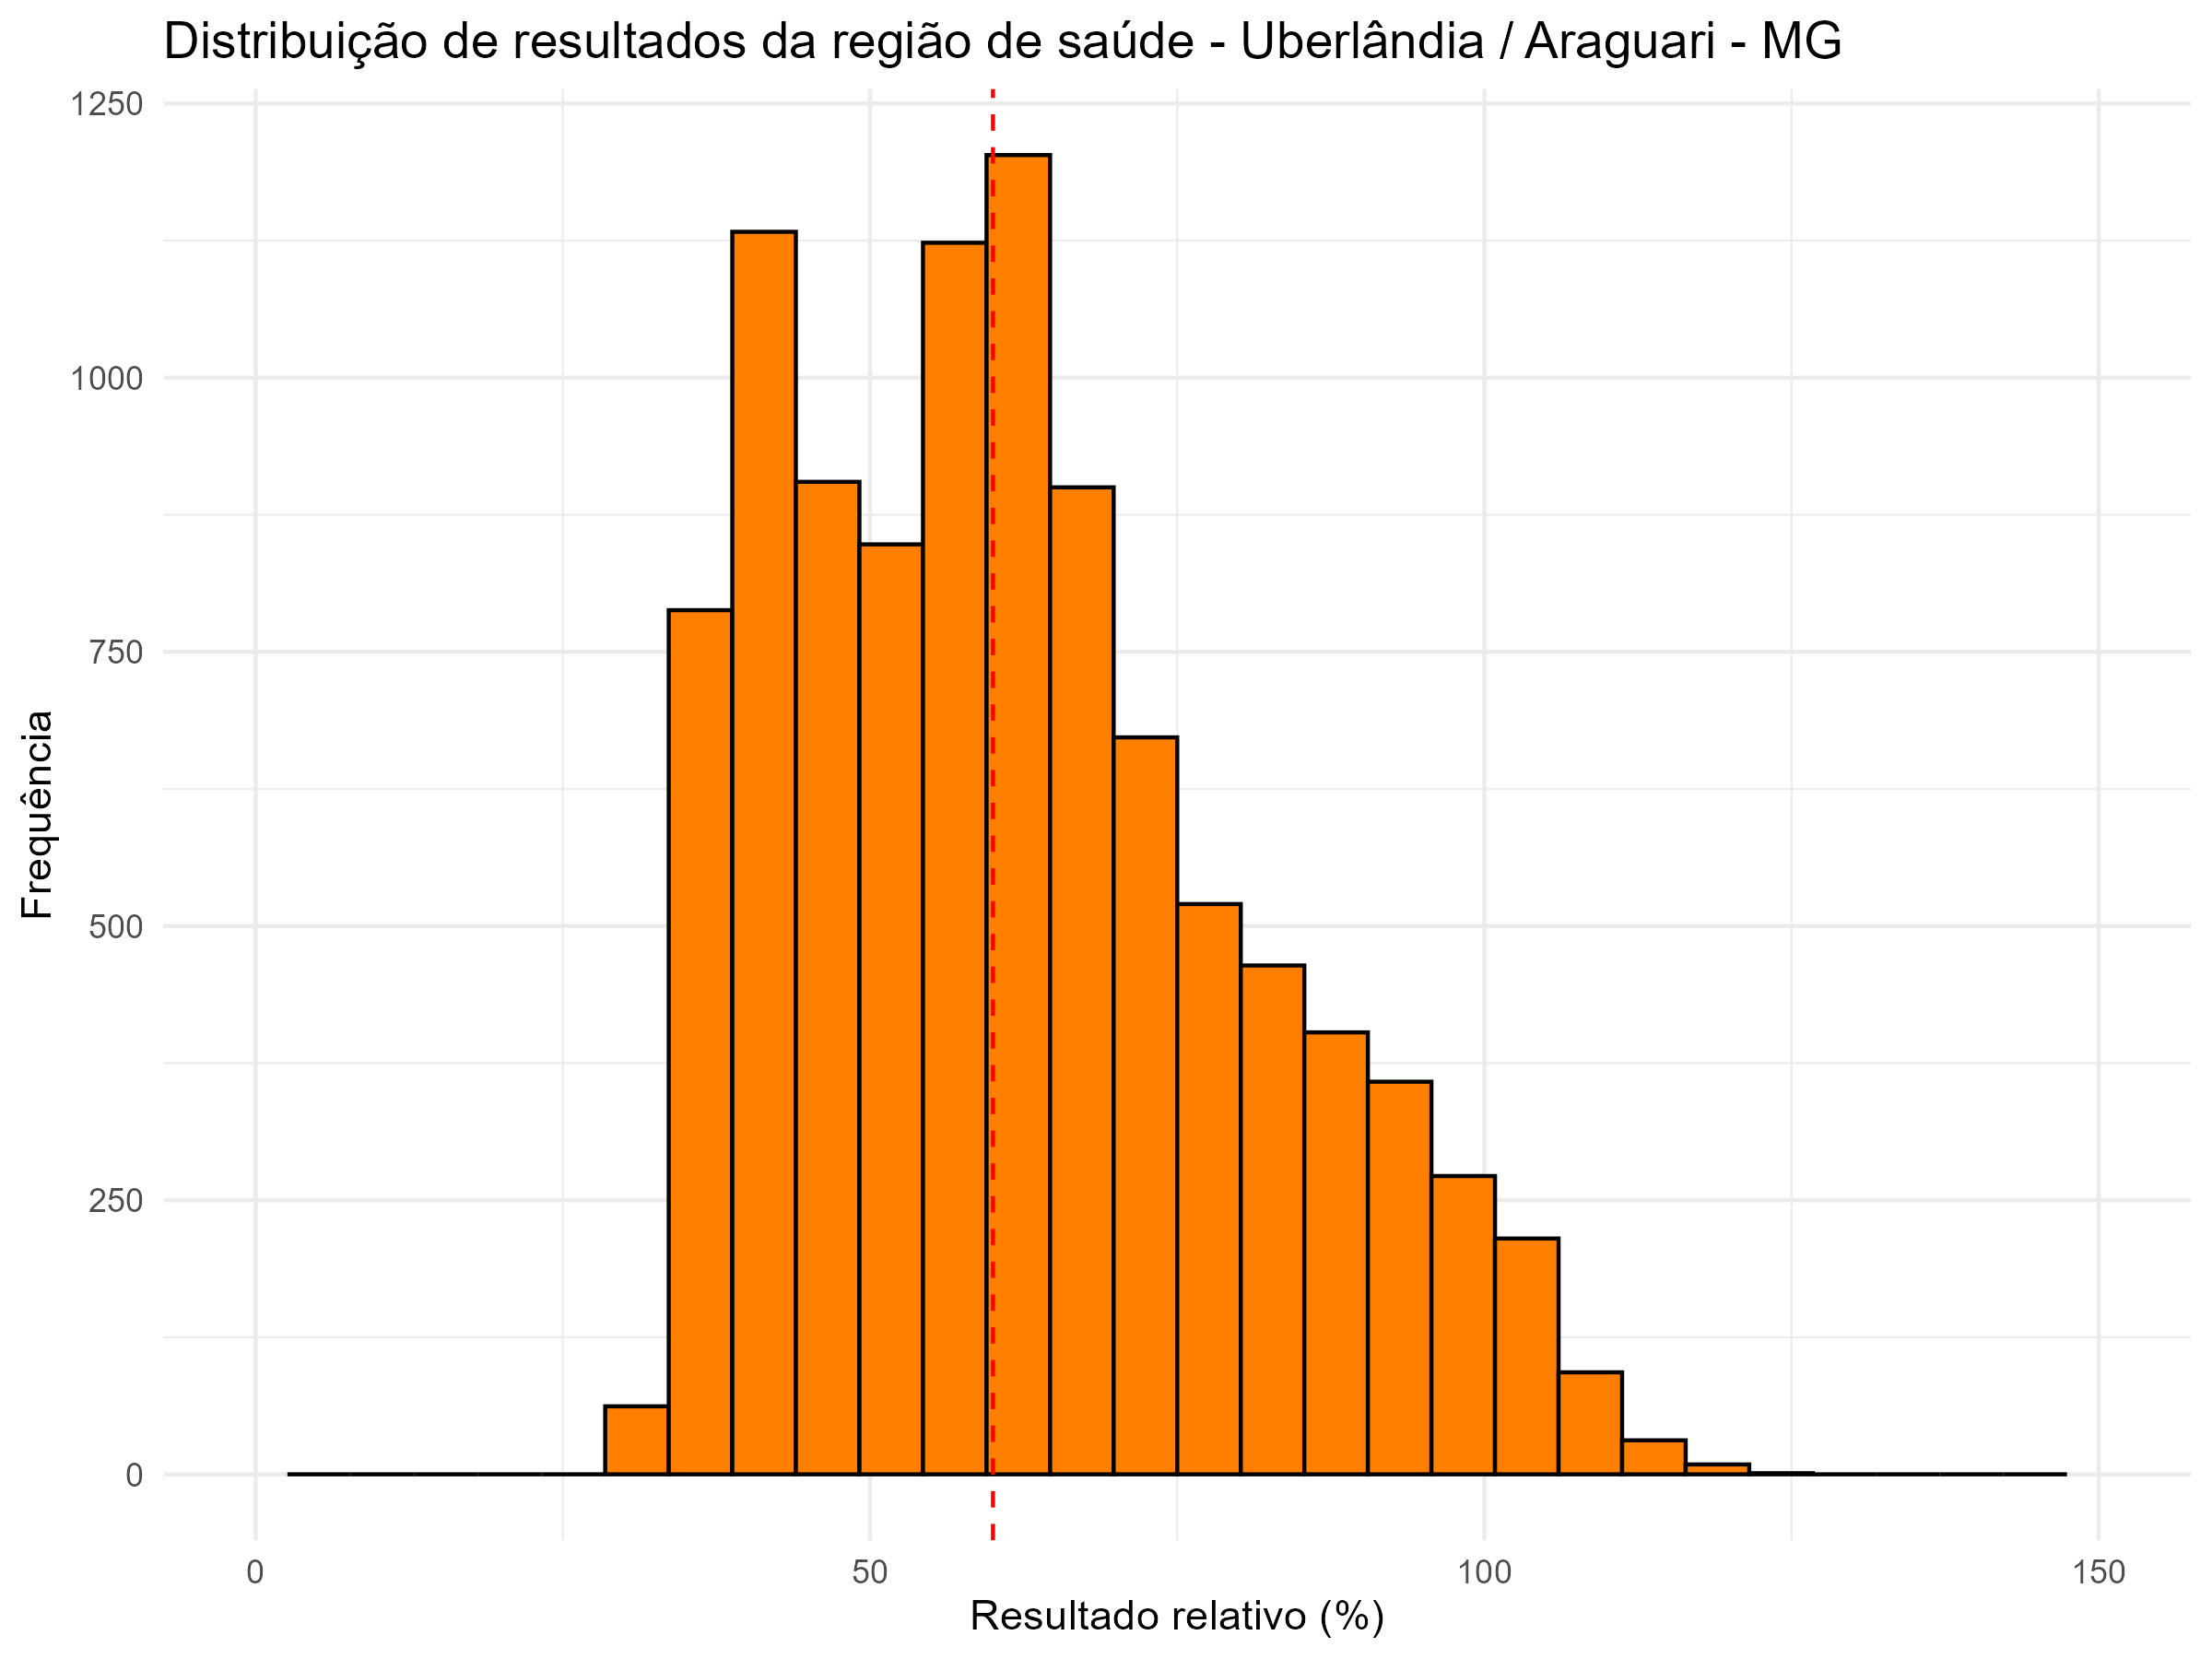 Distribuição de resultados da região de saúde - Uberlândia / Araguari - MG
1250
1000
750
500
250
0
Frequência
0 50 100 150
Resultado relativo (%)